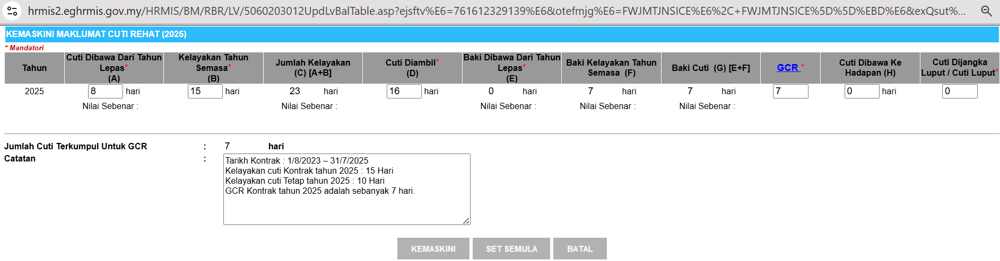 hrmis2.eghrmis.gov.my/HRMIS/BM/RBR/LV/5060203012UpdLvBalTable.asp?ejsftv%E6=761612329139%E6&otefmjg%E6=FWJMTJNSICE%E6%2C+FWJMTJNSICE%5D%5D%EBD%E6&exQsut%...
KEMASKINI MAKLUMAT CUTI REHAT (2025)
* Mandatori
Tahun
Cuti Dibawa Dari Tahun Lepas* (A)
Kelayakan Tahun Semasa* (B)
Jumlah Kelayakan (C) [A+B]
Cuti Diambil* (D)
Baki Dibawa Dari Tahun Lepas* (E)
Baki Kelayakan Tahun Semasa (F)
Baki Cuti (G) [E+F]
GCR *
Cuti Dibawa Ke Hadapan (H)
Cuti Dijangka Luput / Cuti Luput*
2025 8 hari 15 hari 23 hari 16 hari 0 hari 7 hari 7 hari 7 0 hari 0
Nilai Sebenar : Nilai Sebenar : Nilai Sebenar : Nilai Sebenar : Nilai Sebenar :
Jumlah Cuti Terkumpul Untuk GCR : 7 hari
Catatan :
Tarikh Kontrak : 1/8/2023 – 31/7/2025
Kelayakan cuti Kontrak tahun 2025 : 15 Hari
Kelayakan cuti Tetap tahun 2025 : 10 Hari
GCR Kontrak tahun 2025 adalah sebanyak 7 hari.
KEMASKINI SET SEMULA BATAL